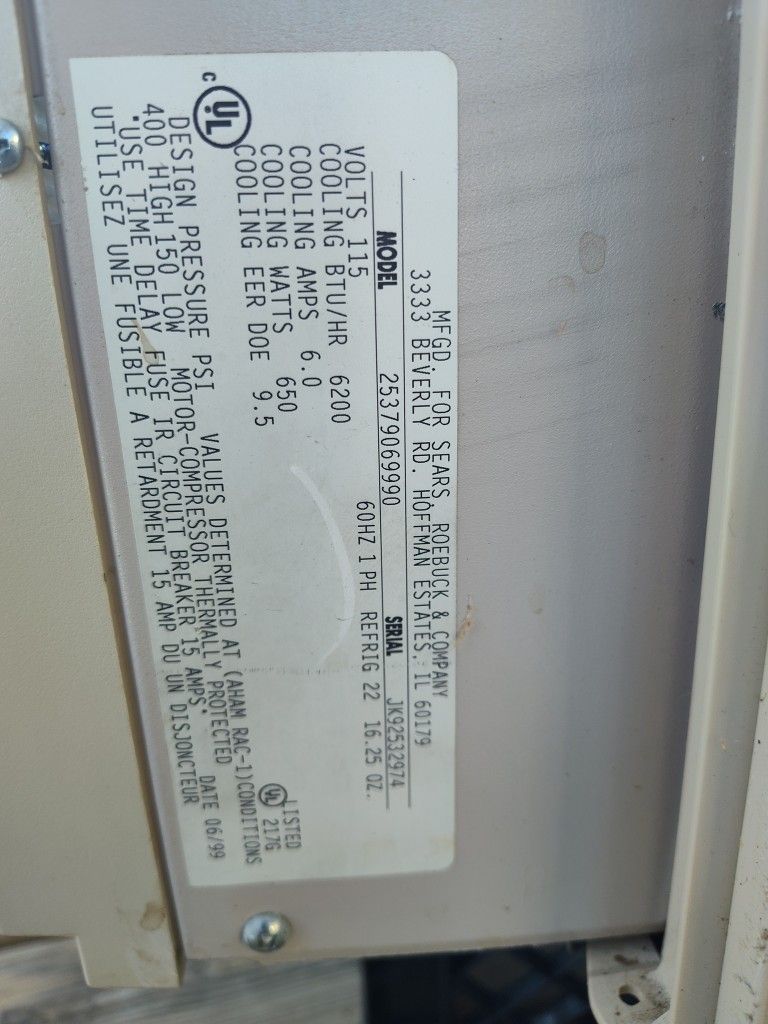 MFGD. FOR SEARS ROEBUCK & COMPANY
3333 BEVERLY RD. HOFFMAN ESTATES, IL 60179
MODEL 25379069990 SERIAL JK92532974
VOLTS 115 60HZ 1 PH REFRIG 22 16.25 OZ.
COOLING BTU/HR 6200
COOLING AMPS 6.0
COOLING WATTS 650
COOLING EER DOE 9.5
LISTED
UL 217G
C UL
VALUES DETERMINED AT (AHAM RAC-1)CONDITIONS
DESIGN PRESSURE PSI MOTOR-COMPRESSOR THERMALLY PROTECTED
400 HIGH 150 LOW DATE 06/99
"USE TIME DELAY FUSE IR CIRCUIT BREAKER 15 AMPS"
UTILISEZ UNE FUSIBLE A RETARDMENT 15 AMP DU UN DISJONCTEUR